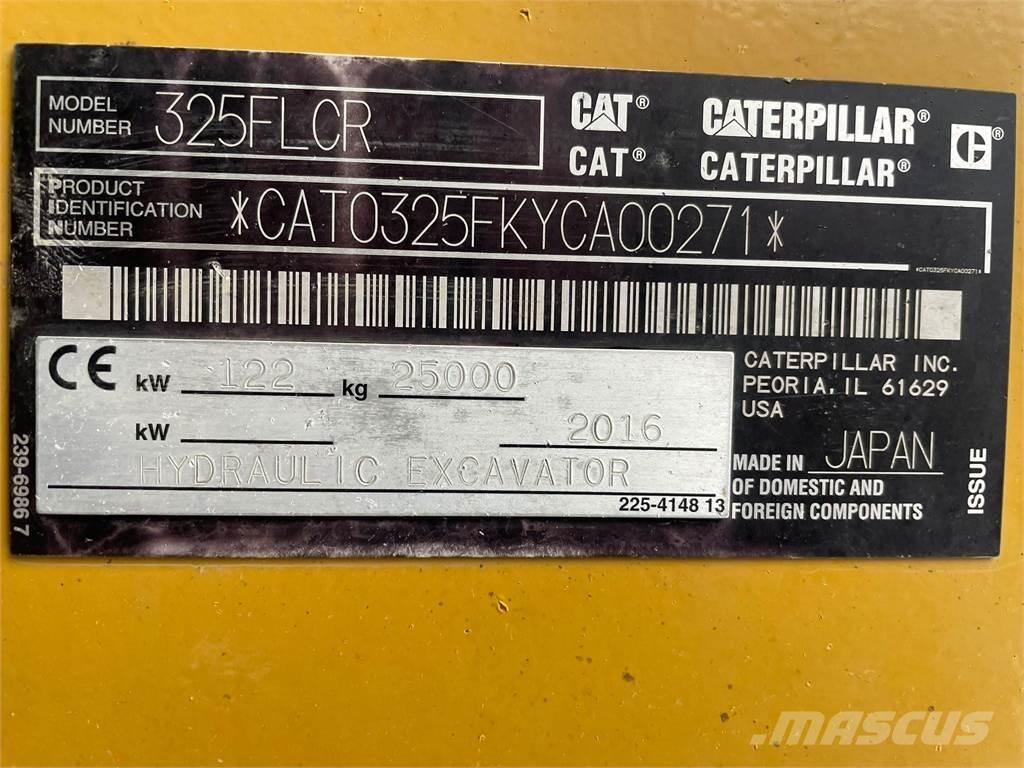 MODEL NUMBER 325FLCR
CAT® CATERPILLAR®
CAT® CATERPILLAR®
C®
PRODUCT IDENTIFICATION NUMBER *CAT0325FKYCA00271*
*CAT0325FKYCA00271*
CE kW 122 kg 25000
kW 2016
HYDRAULIC EXCAVATOR
225-4148 13
239-6986 7
CATERPILLAR INC.
PEORIA, IL 61629
USA
MADE IN JAPAN
OF DOMESTIC AND
FOREIGN COMPONENTS
ISSUE
MASCUS